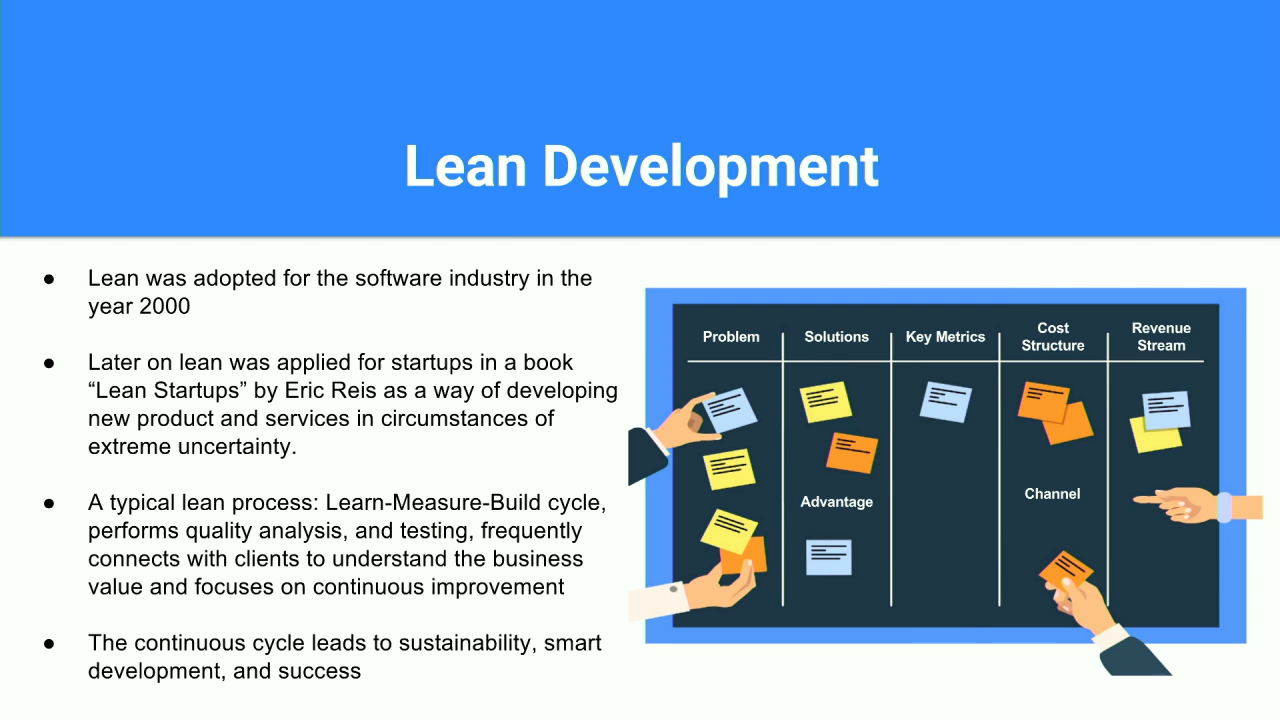 Lean Development
● Lean was adopted for the software industry in the
year 2000
● Later on lean was applied for startups in a book
“Lean Startups” by Eric Reis as a way of developing
new product and services in circumstances of
extreme uncertainty.
● A typical lean process: Learn-Measure-Build cycle,
performs quality analysis, and testing, frequently
connects with clients to understand the business
value and focuses on continuous improvement
● The continuous cycle leads to sustainability, smart
development, and success
Problem
Solutions
Key Metrics
Cost
Structure
Revenue
Stream
Advantage
Channel